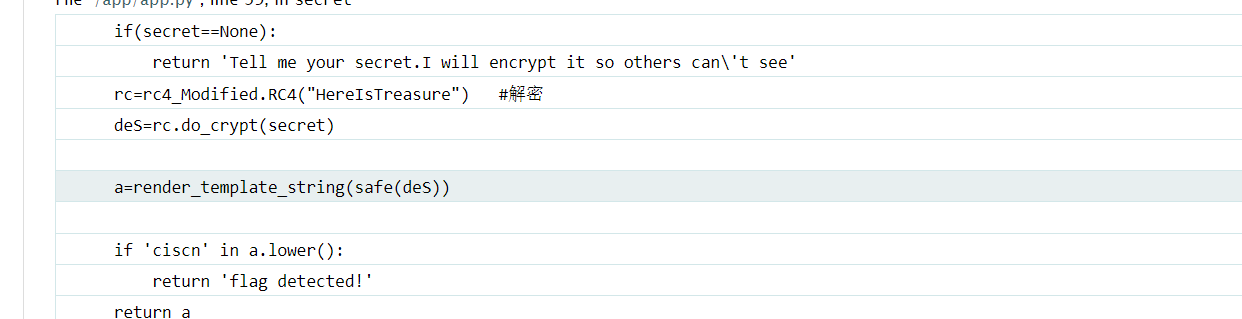 File "/app/app.py", line 35, in secret
if(secret==None):
return 'Tell me your secret.I will encrypt it so others can\'t see'
rc=rc4_Modified.RC4("HereIsTreasure")   #解密
deS=rc.do_crypt(secret)
a=render_template_string(safe(deS))
if 'ciscn' in a.lower():
return 'flag detected!'
return a